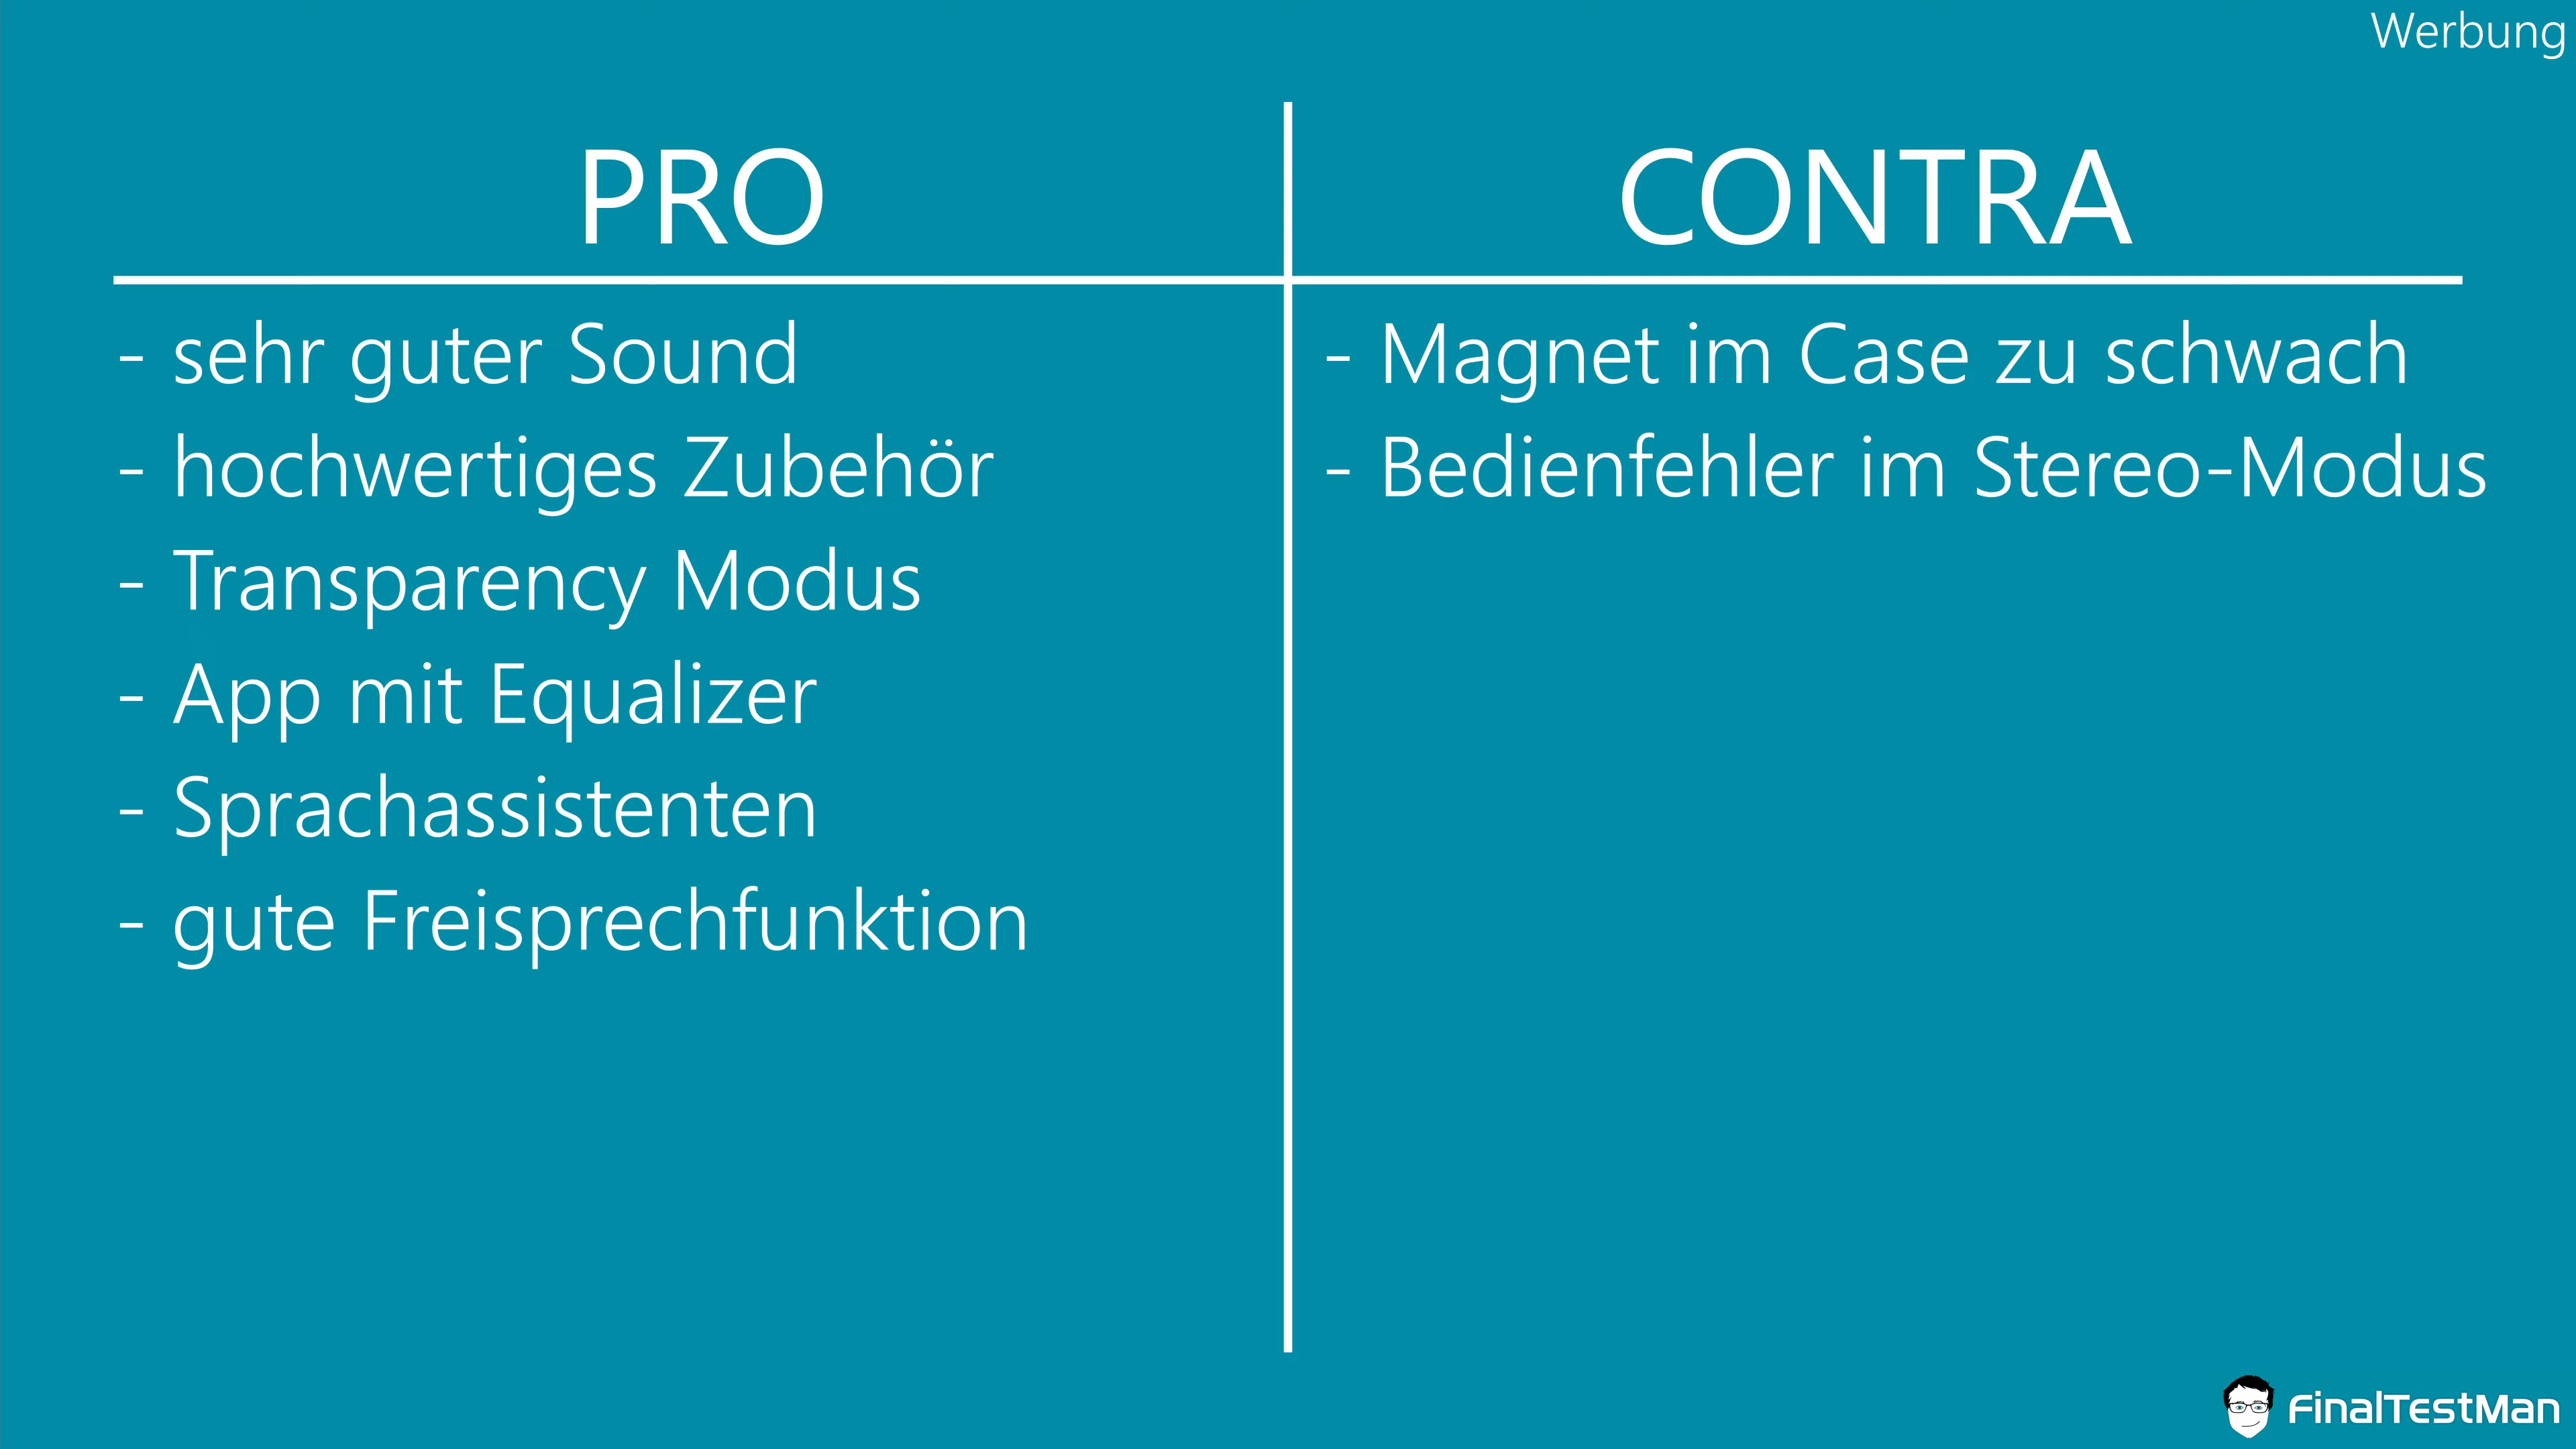 Werbung
PRO
CONTRA
- sehr guter Sound
- hochwertiges Zubehör
- Transparency Modus
- App mit Equalizer
- Sprachassistenten
- gute Freisprechfunktion
- Magnet im Case zu schwach
- Bedienfehler im Stereo-Modus
FinalTestMan